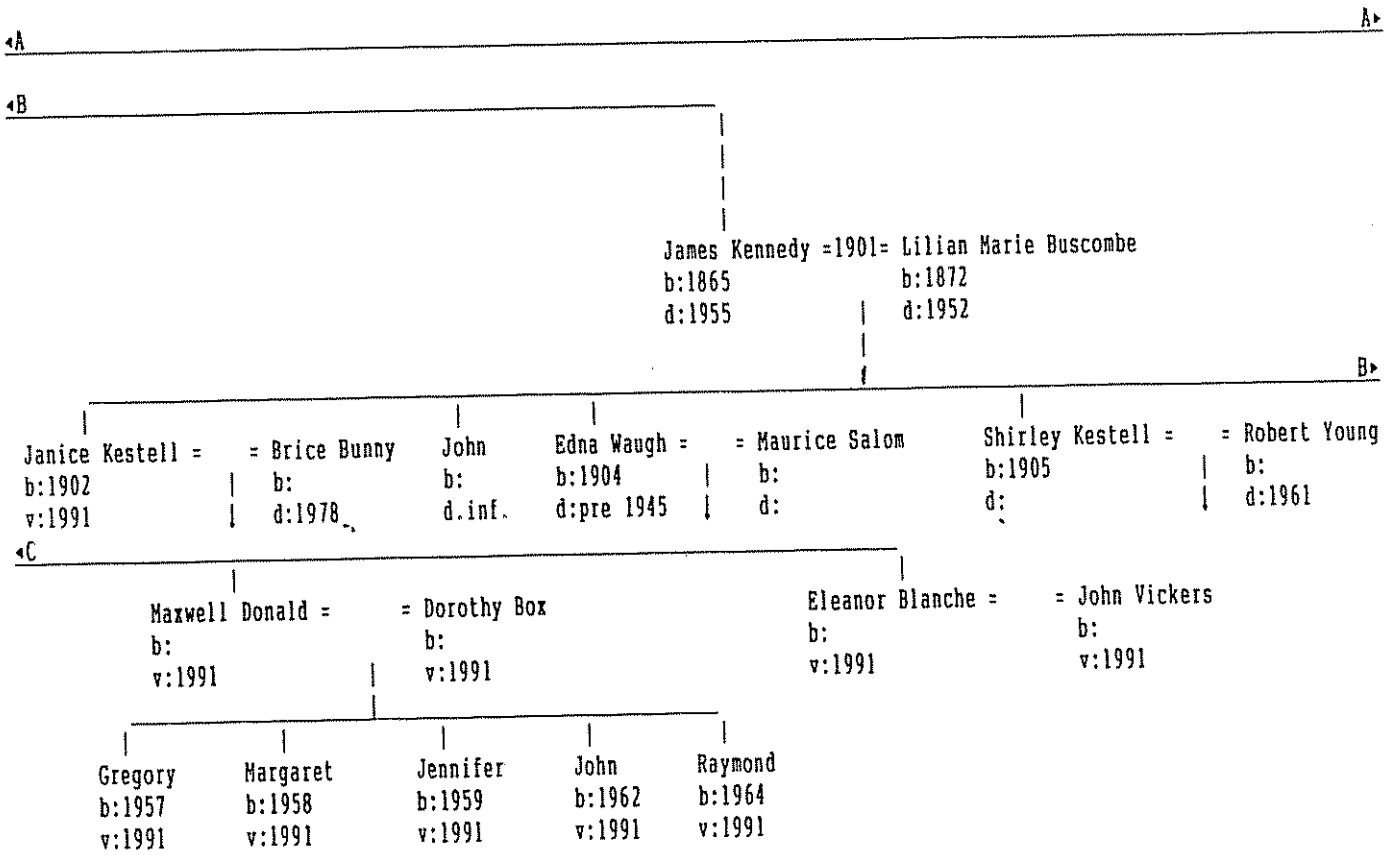 ◂A A▸
◂B
James Kennedy =1901= Lilian Marie Buscombe
b:1865 b:1872
d:1955 d:1952
B▸
Janice Kestell = = Brice Bunny John Edna Waugh = = Maurice Salom Shirley Kestell = = Robert Young
b:1902 b: b: b:1904 b: b:1905 b:
v:1991 d:1978 d.inf. d:pre 1945 d: d: d:1961
◂C
Maxwell Donald = = Dorothy Box Eleanor Blanche = = John Vickers
b: b: b: b:
v:1991 v:1991 v:1991 v:1991
Gregory Margaret Jennifer John Raymond
b:1957 b:1958 b:1959 b:1962 b:1964
v:1991 v:1991 v:1991 v:1991 v:1991